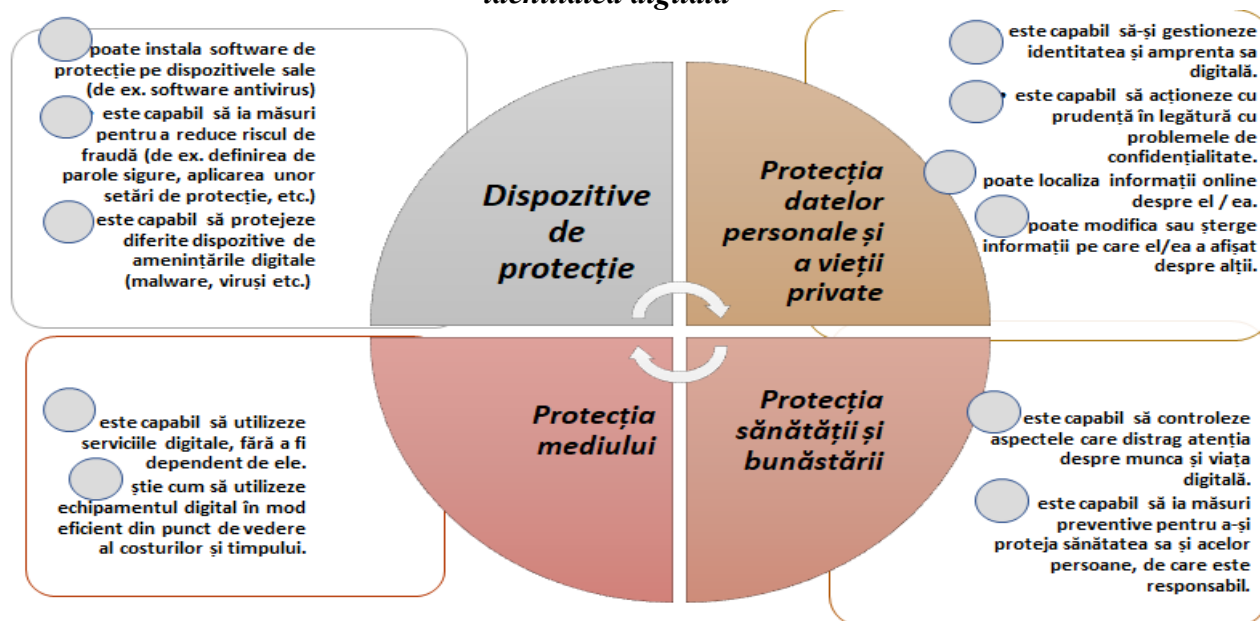 identitatea digitală
poate instala software de
protecție pe dispozitivele sale
(de ex. software antivirus)
este capabil să ia măsuri
pentru a reduce riscul de
fraudă (de ex. definirea de
parole sigure, aplicarea unor
setări de protecție, etc.)
este capabil să protejeze
diferite dispozitive de
amenințările digitale
(malware, viruși etc.)
Dispozitive
de
protecție
Protecția
datelor
personale și
a vieții
private
este capabil să-și gestioneze
identitatea și amprenta sa
digitală.
• este capabil să acționeze cu
prudență în legătură cu
problemele de
confidențialitate.
poate localiza informații online
despre el / ea.
poate modifica sau șterge
informații pe care el/ea a afișat
despre alții.
este capabil să utilizeze
serviciile digitale, fără a fi
dependent de ele.
știe cum să utilizeze
echipamentul digital în mod
eficient din punct de vedere
al costurilor și timpului.
Protecția
mediului
Protecția
sănătății și
bunăstării
este capabil să controleze
aspectele care distrag atenția
despre munca și viața
digitală.
este capabil să ia măsuri
preventive pentru a-și
proteja sănătatea sa și acelor
persoane, de care este
responsabil.